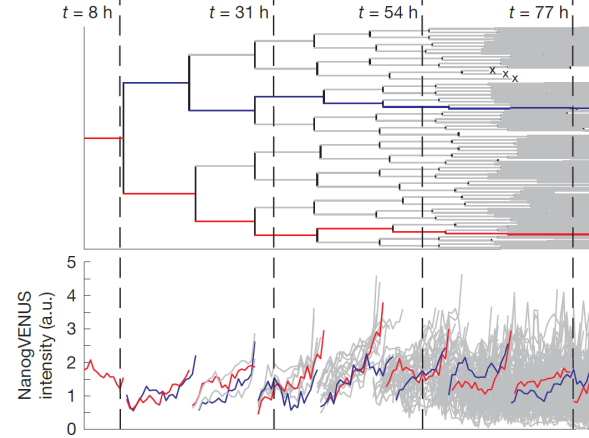 t = 8 h t = 31 h t = 54 h t = 77 h
x
x
x
5
4
3
2
1
0
NanogVENUS
intensity (a.u.)